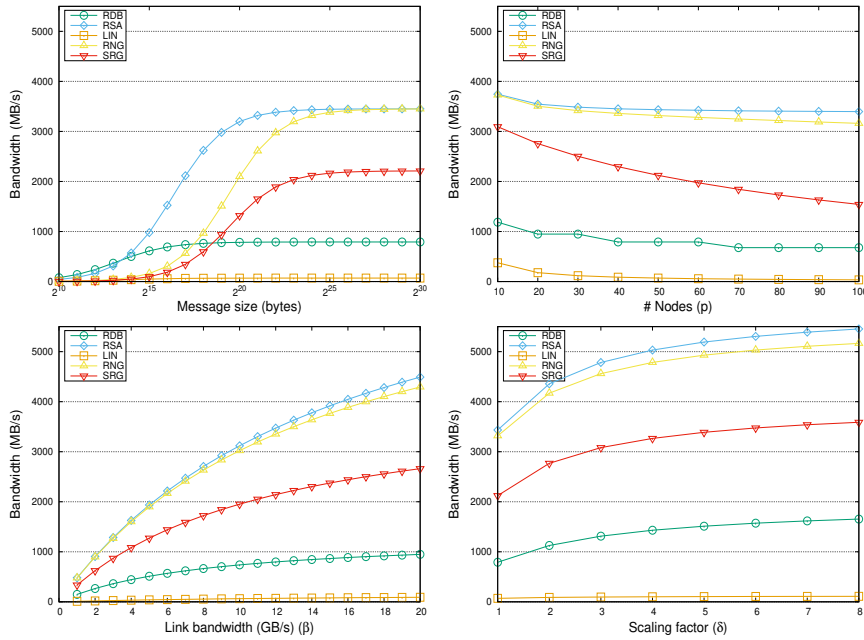 5000
4000
3000
2000
1000
0
RDB
RSA
LIN
RNG
SRG
Bandwidth (MB/s)
2^10 2^15 2^20 2^25 2^30
Message size (bytes)
5000
4000
3000
2000
1000
0
RDB
RSA
LIN
RNG
SRG
Bandwidth (MB/s)
10 20 30 40 50 60 70 80 90 100
# Nodes (p)
5000
4000
3000
2000
1000
0
RDB
RSA
LIN
RNG
SRG
Bandwidth (MB/s)
0 2 4 6 8 10 12 14 16 18 20
Link bandwidth (GB/s) (β)
5000
4000
3000
2000
1000
0
RDB
RSA
LIN
RNG
SRG
Bandwidth (MB/s)
1 2 3 4 5 6 7 8
Scaling factor (δ)